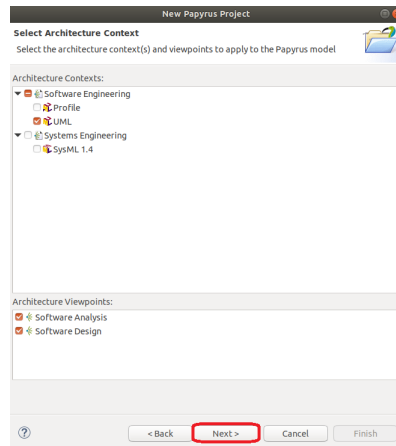 New Papyrus Project
Select Architecture Context
Select the architecture context(s) and viewpoints to apply to the Papyrus model
Architecture Contexts:
Software Engineering
Profile
UML
Systems Engineering
SysML 1.4
Architecture Viewpoints:
Software Analysis
Software Design
? < Back Next > Cancel Finish